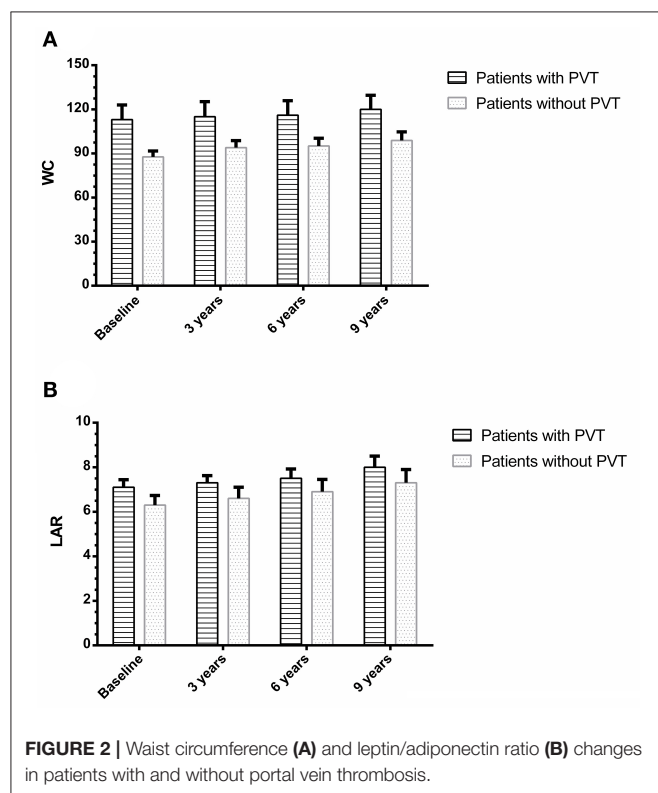 A
150
120
90
60
30
0
WC
Baseline
3 years
6 years
9 years
Patients with PVT
Patients without PVT
B
10
8
6
4
2
0
LAR
Baseline
3 years
6 years
9 years
Patients with PVT
Patients without PVT
FIGURE 2 | Waist circumference (A) and leptin/adiponectin ratio (B) changes
in patients with and without portal vein thrombosis.